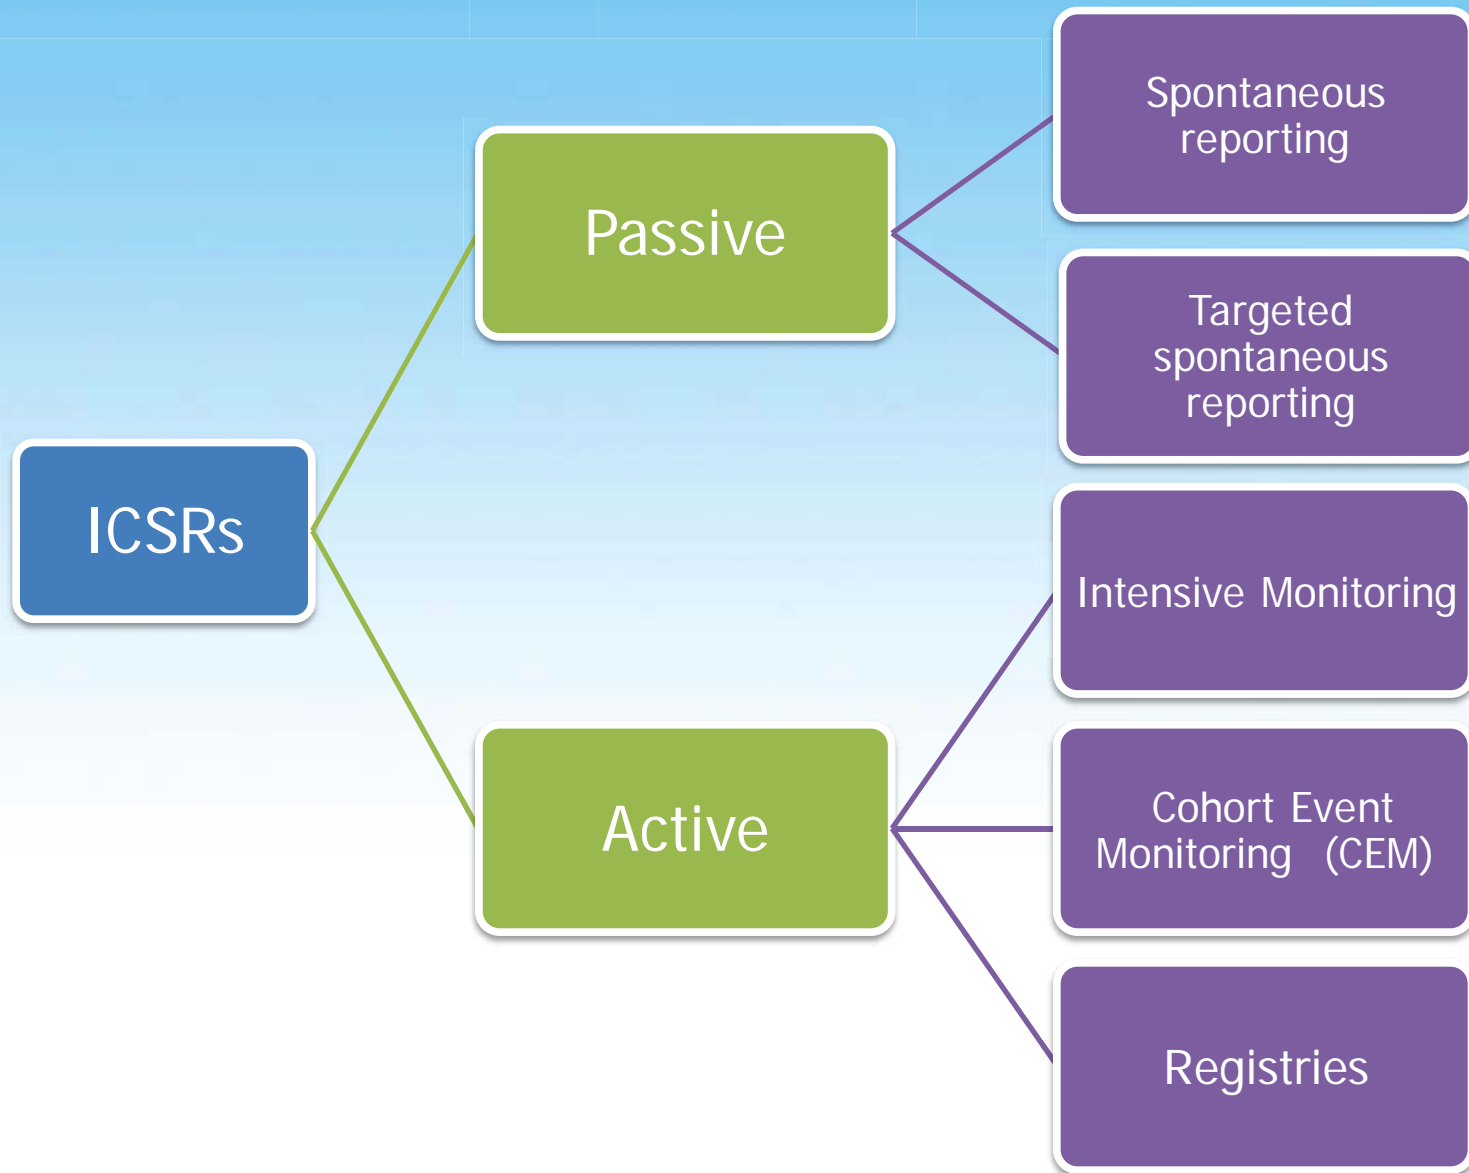 Spontaneous
reporting
Passive
Targeted
spontaneous
reporting
ICSRs
Intensive Monitoring
Active
Cohort Event
Monitoring (CEM)
Registries